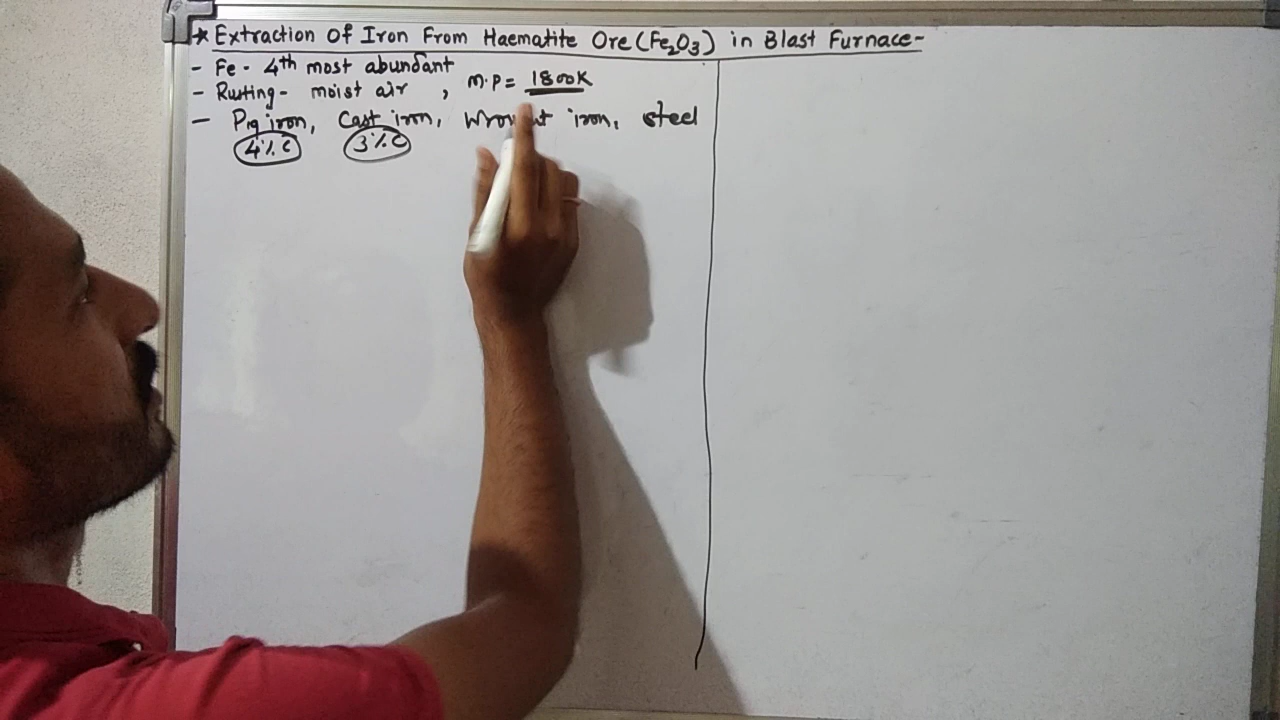 * Extraction Of Iron From Haematite Ore (Fe2O3) in Blast Furnace-
- Fe - 4th most abundant
- Rusting - moist air , M.P = 1800K
- Pig iron, Cast iron, iron, steel
4% C 3% C